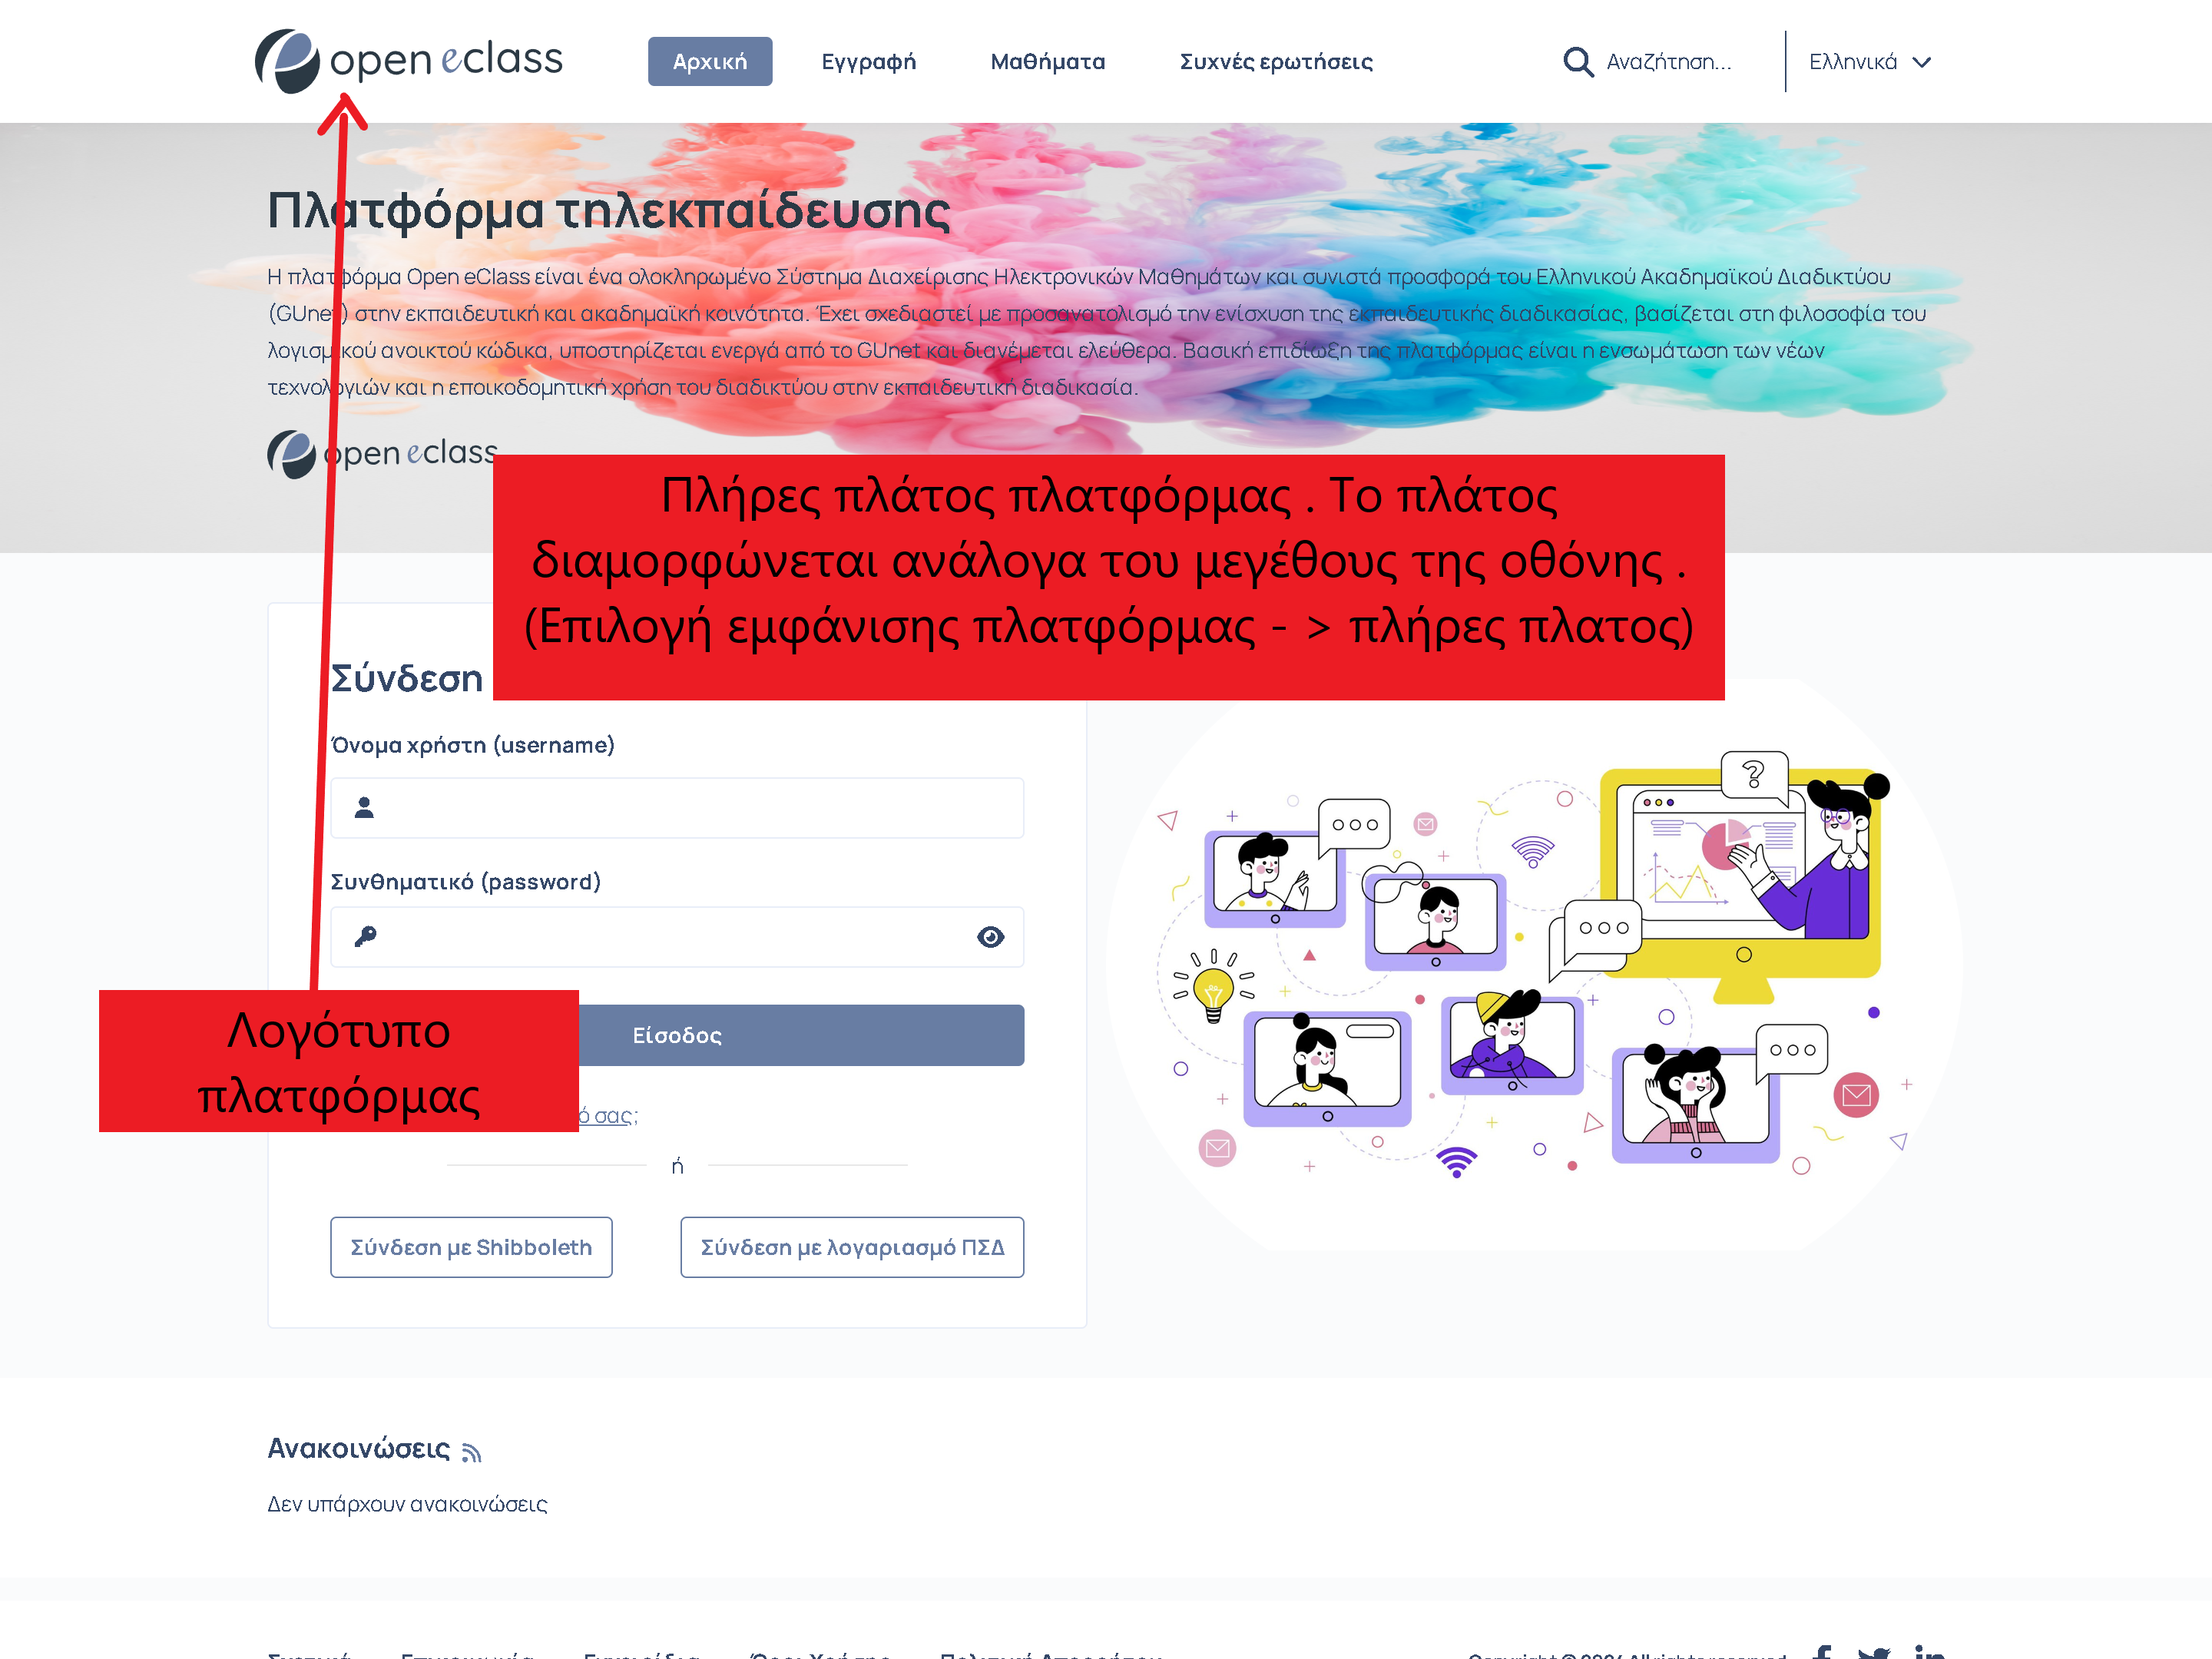 open eclass
Αρχική
Εγγραφή
Μαθήματα
Συχνές ερωτήσεις
Αναζήτηση...
Ελληνικά
Πλατφόρμα τηλεκπαίδευσης
Η πλατφόρμα Open eClass είναι ένα ολοκληρωμένο Σύστημα Διαχείρισης Ηλεκτρονικών Μαθημάτων και συνιστά προσφορά του Ελληνικού Ακαδημαϊκού Διαδικτύου
(GUnet) στην εκπαιδευτική και ακαδημαϊκή κοινότητα. Έχει σχεδιαστεί με προσανατολισμό την ενίσχυση της εκπαιδευτικής διαδικασίας, βασίζεται στη φιλοσοφία του
λογισμικού ανοικτού κώδικα, υποστηρίζεται ενεργά από το GUnet και διανέμεται ελεύθερα. Βασική επιδίωξη της πλατφόρμας είναι η ενσωμάτωση των νέων
τεχνολογιών και η εποικοδομητική χρήση του διαδικτύου στην εκπαιδευτική διαδικασία.
open eclass
Πλήρες πλάτος πλατφόρμας . Το πλάτος
διαμορφώνεται ανάλογα του μεγέθους της οθόνης .
(Επιλογή εμφάνισης πλατφόρμας - > πλήρες πλατος)
Σύνδεση
Όνομα χρήστη (username)
Συνθηματικό (password)
Λογότυπο
πλατφόρμας
Είσοδος
σας;
ή
Σύνδεση με Shibboleth
Σύνδεση με λογαριασμό ΠΣΔ
?
Ανακοινώσεις
Δεν υπάρχουν ανακοινώσεις